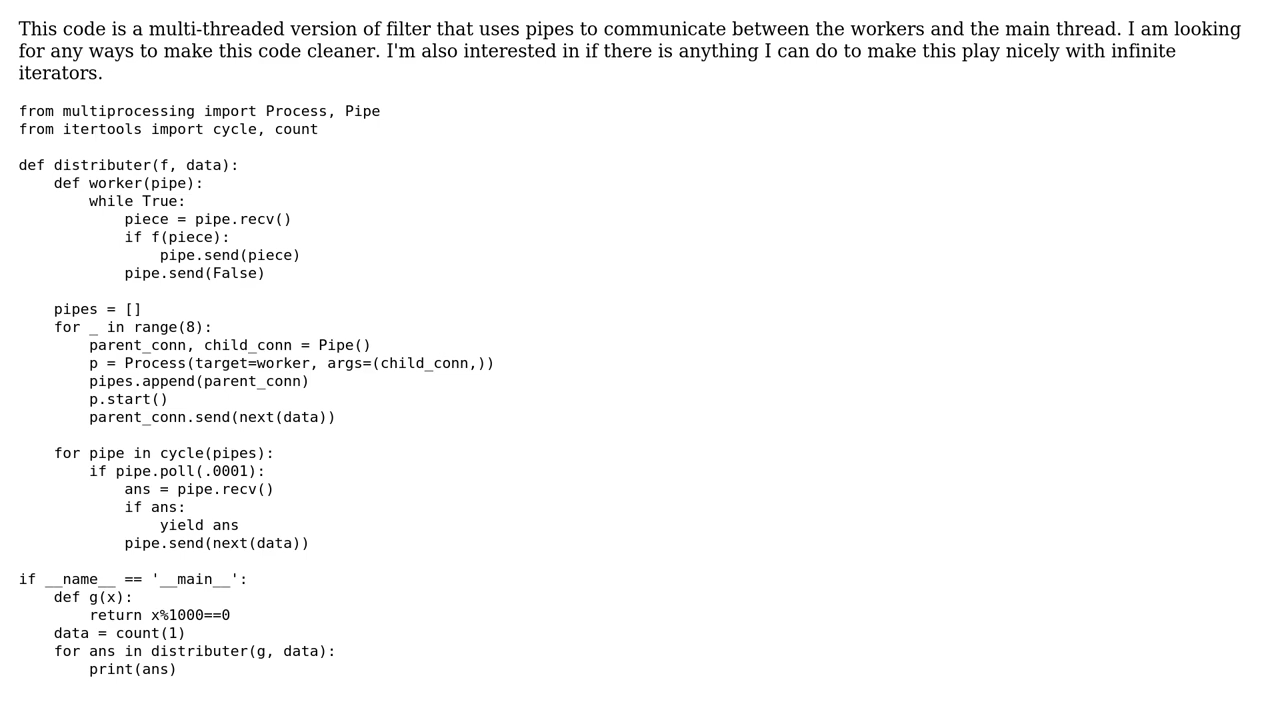 This code is a multi-threaded version of filter that uses pipes to communicate between the workers and the main thread. I am looking
for any ways to make this code cleaner. I'm also interested in if there is anything I can do to make this play nicely with infinite
iterators.

from multiprocessing import Process, Pipe
from itertools import cycle, count

def distributer(f, data):
    def worker(pipe):
        while True:
            piece = pipe.recv()
            if f(piece):
                pipe.send(piece)
            pipe.send(False)

    pipes = []
    for _ in range(8):
        parent_conn, child_conn = Pipe()
        p = Process(target=worker, args=(child_conn,))
        pipes.append(parent_conn)
        p.start()
        parent_conn.send(next(data))

    for pipe in cycle(pipes):
        if pipe.poll(.0001):
            ans = pipe.recv()
            if ans:
                yield ans
            pipe.send(next(data))

if __name__ == '__main__':
    def g(x):
        return x%1000==0
    data = count(1)
    for ans in distributer(g, data):
        print(ans)